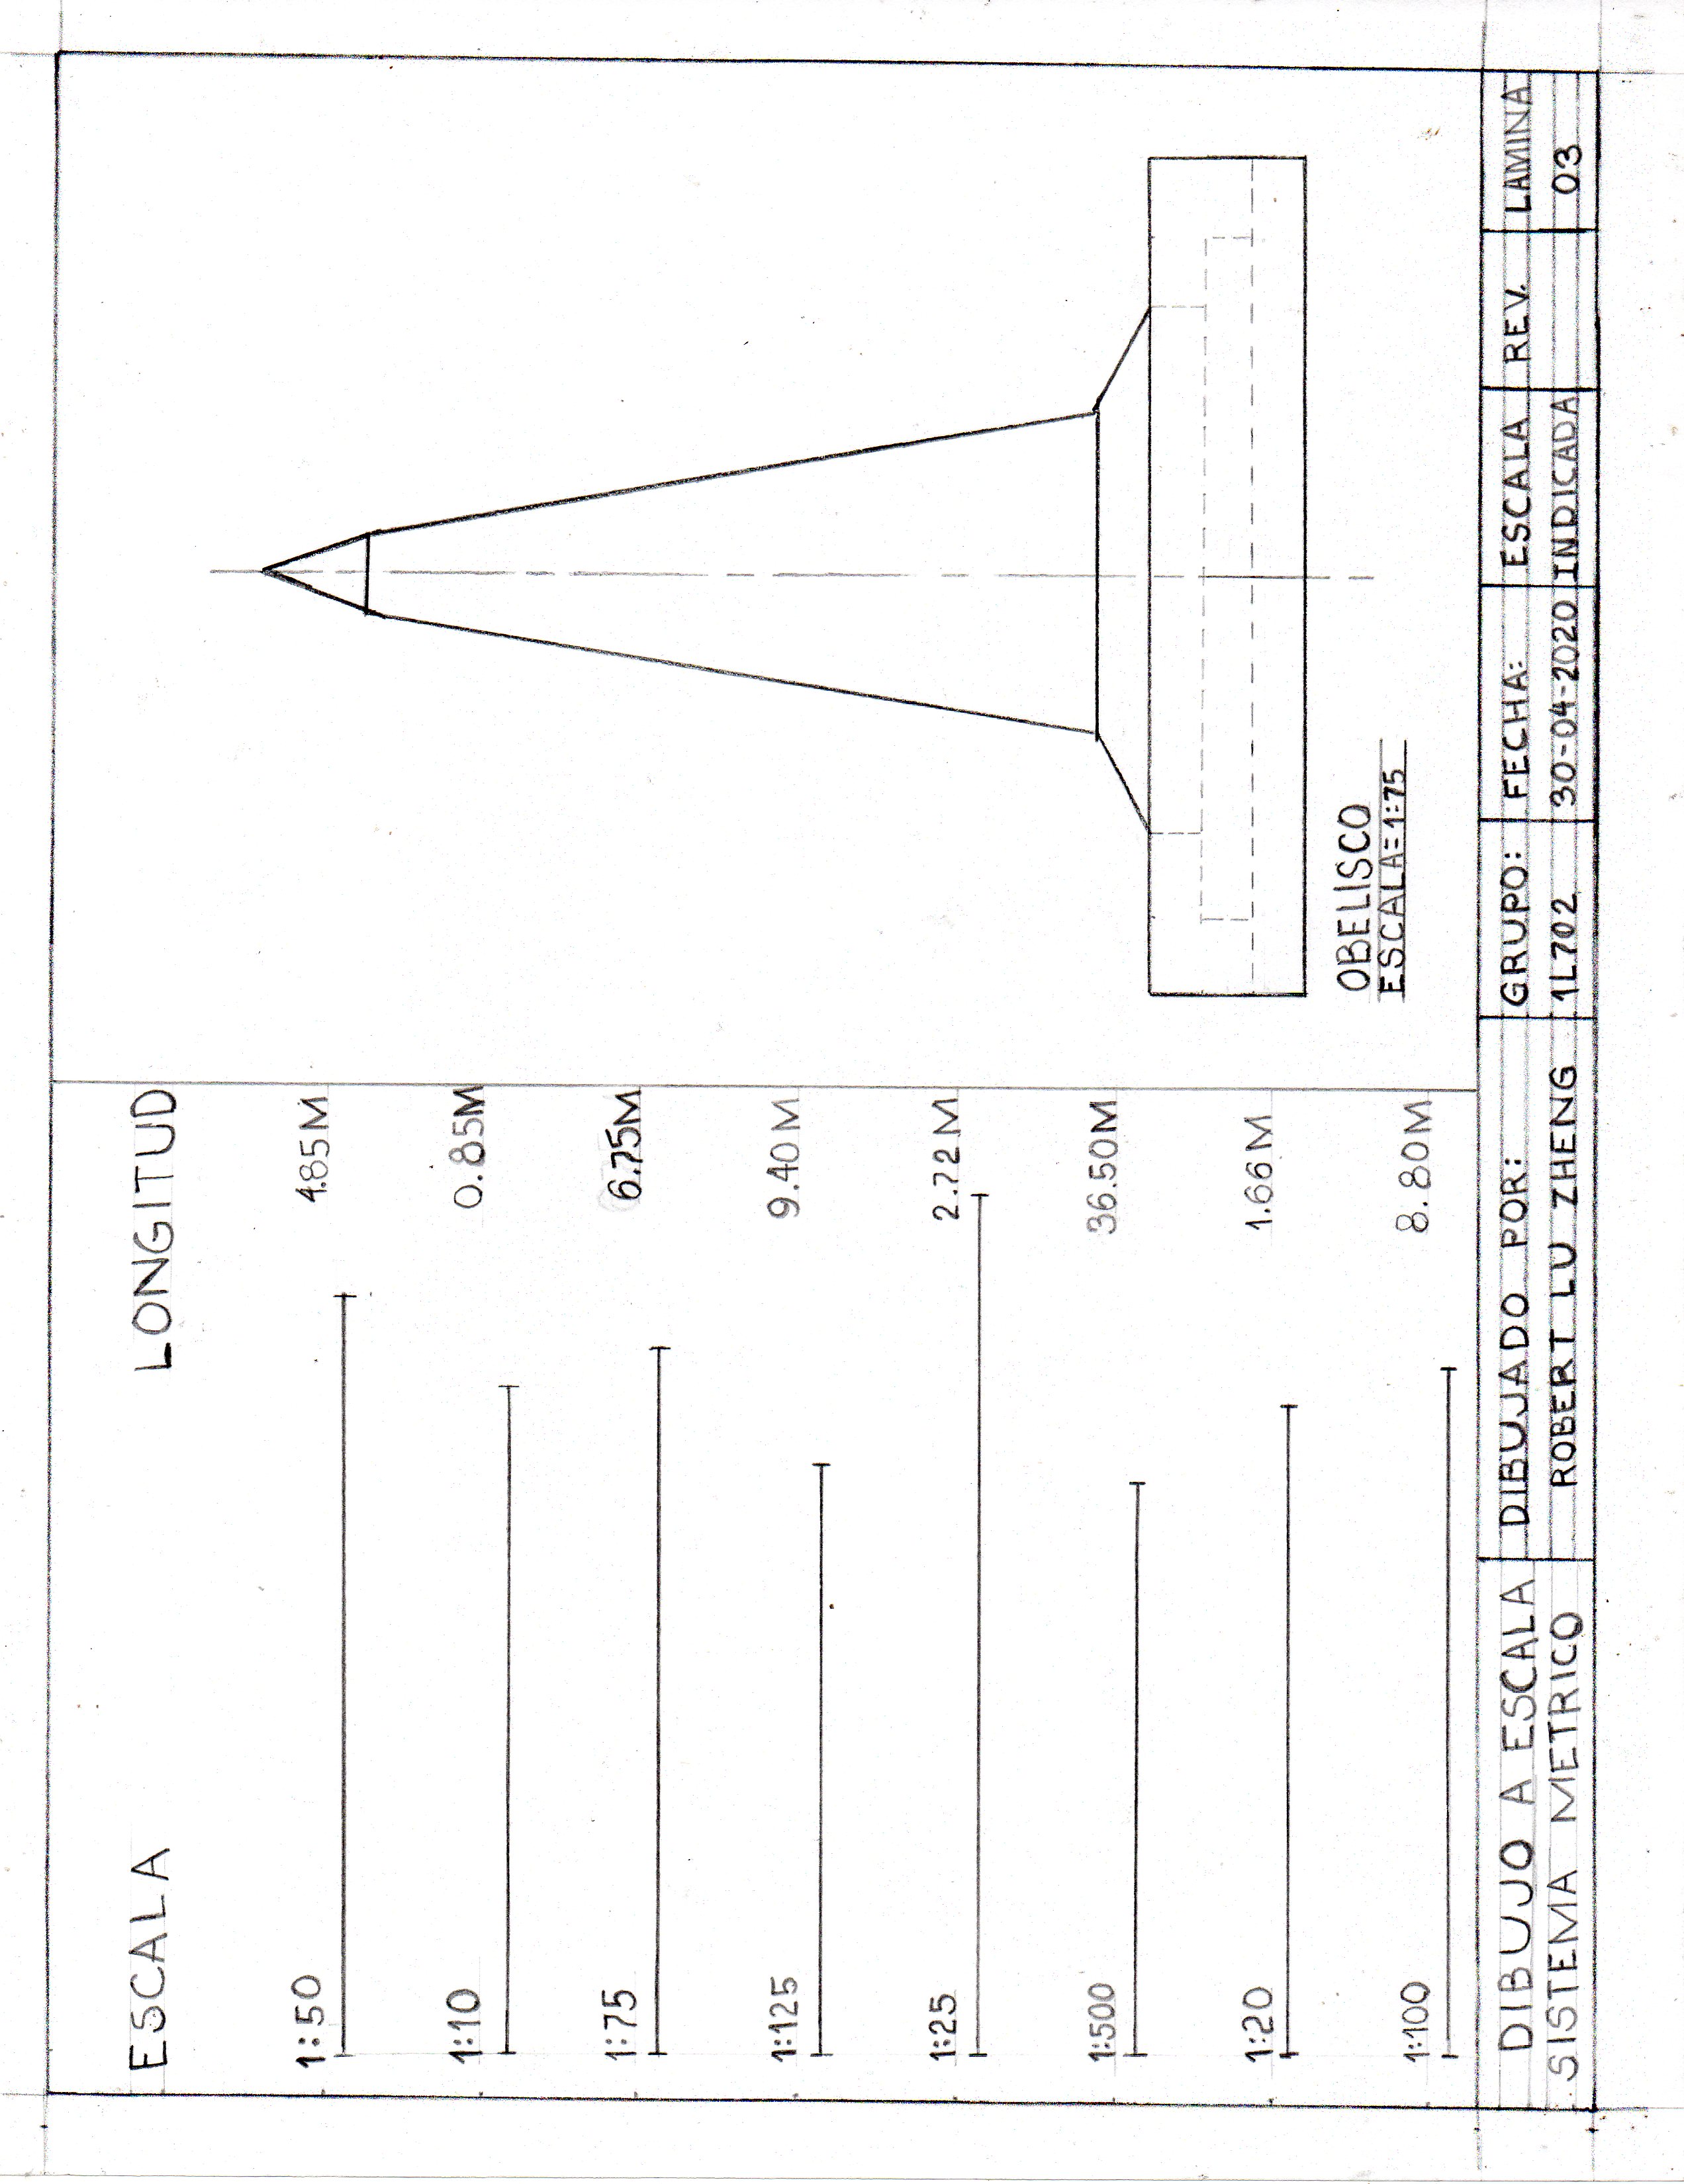 ESCALA LONGITUD
1:50 4.85M
1:10 0.85M
1:75 6.75M
1:125 9.40M
1:25 2.72M
1:500 36.50M
1:20 1.66M
1:100 8.80M
OBELISCO
ESCALA=1:75
DIBUJO A ESCALA
SISTEMA METRICO
DIBUJADO POR:
ROBERT LU ZHENG
GRUPO:
1L702
FECHA:
30-04-2020
ESCALA
INDICADA
REV.
LAMINA
03